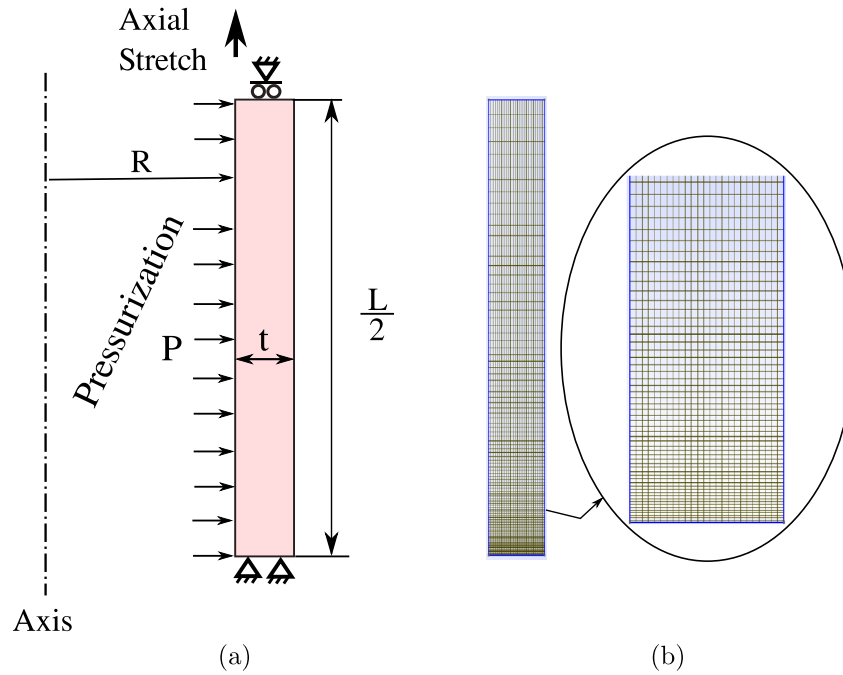 Axial
Stretch
R
Pressurization
P
t
L
2
Axis
(a)
(b)